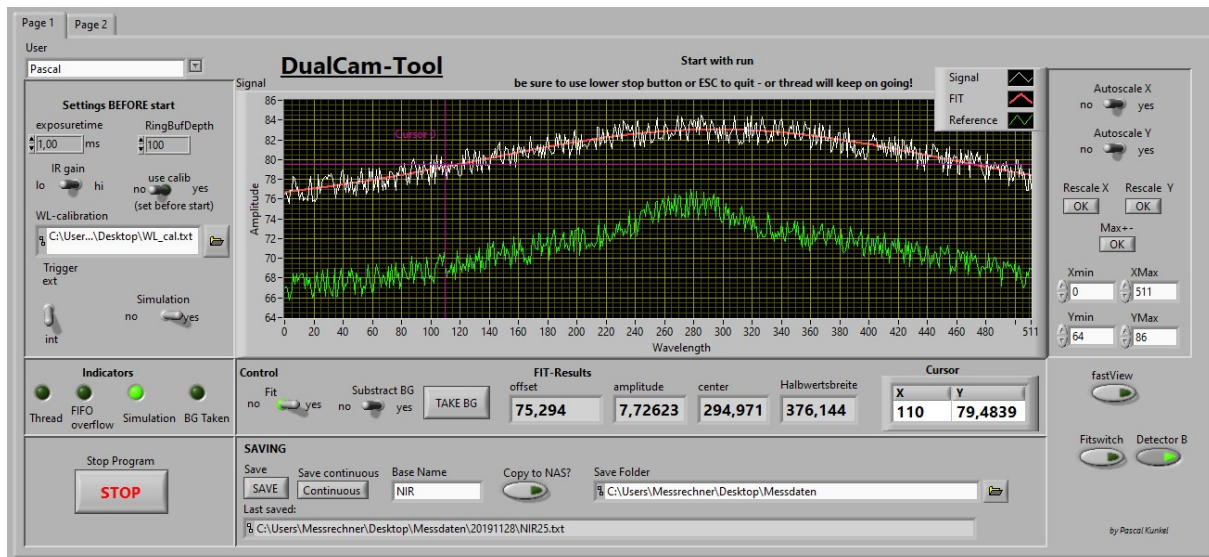 Page 1 Page 2
User
Pascal
DualCam-Tool
Start with run
be sure to use lower stop button or ESC to quit - or thread will keep on going!
Settings BEFORE start
exposuretime RingBufDepth
1,00 ms 100
IR gain
lo hi
use calib
no yes
(set before start)
WL-calibration
C:\User...\Desktop\WL_cal.txt
Trigger
ext
int
Simulation
no yes
Signal
Signal
FIT
Reference
Cursor 0
Amplitude
86
84
82
80
78
76
74
72
70
68
66
64
0 20 40 60 80 100 120 140 160 180 200 220 240 260 280 300 320 340 360 380 400 420 440 460 480 511
Wavelength
Autoscale X
no yes
Autoscale Y
no yes
Rescale X Rescale Y
OK OK
Max+-
OK
Xmin XMax
0 511
Ymin YMax
64 86
Indicators
Thread FIFO overflow Simulation BG Taken
Control
Fit
no yes
Substract BG
no yes
TAKE BG
FIT-Results
offset amplitude center Halbwertsbreite
75,294 7,72623 294,971 376,144
Cursor
X Y
110 79,4839
fastView
Fitswitch Detector B
Stop Program
STOP
SAVING
Save Save continuous Base Name Copy to NAS? Save Folder
SAVE Continuous NIR C:\Users\Messrechner\Desktop\Messdaten
Last saved:
C:\Users\Messrechner\Desktop\Messdaten\20191128\NIR25.txt
by Pascal Kunkel